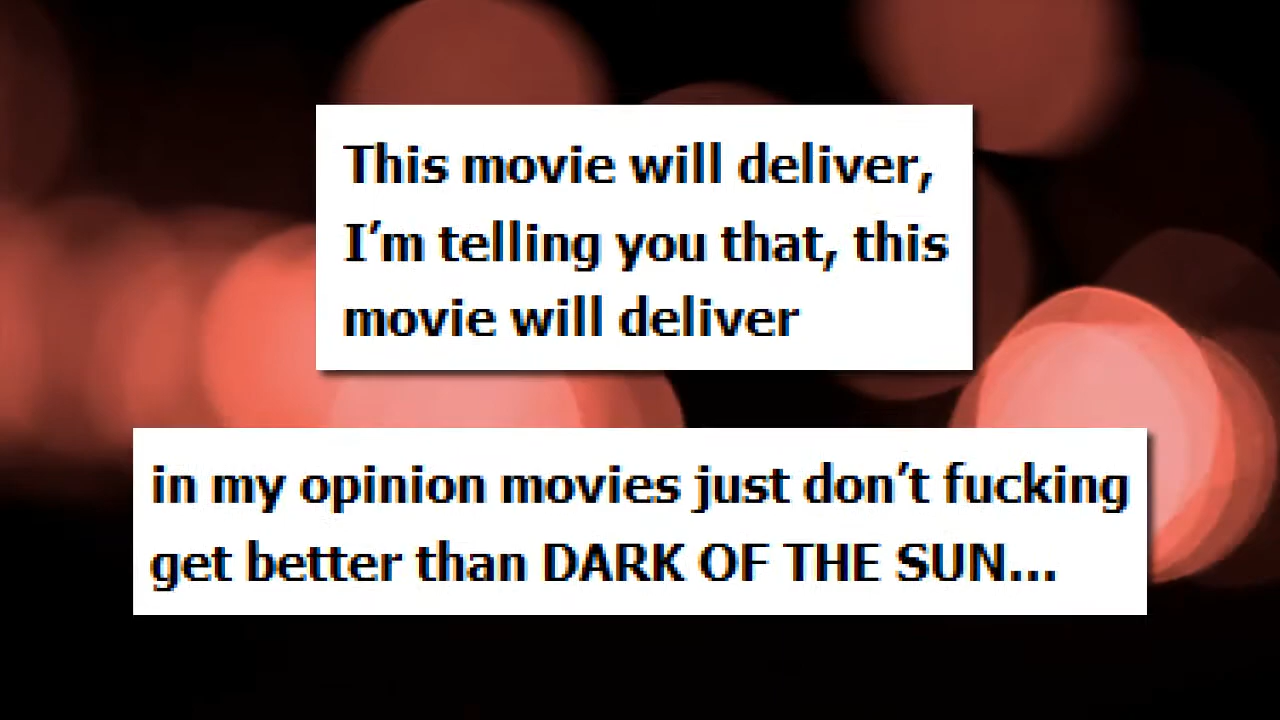 This movie will deliver,
I’m telling you that, this
movie will deliver
in my opinion movies just don’t fucking
get better than DARK OF THE SUN...